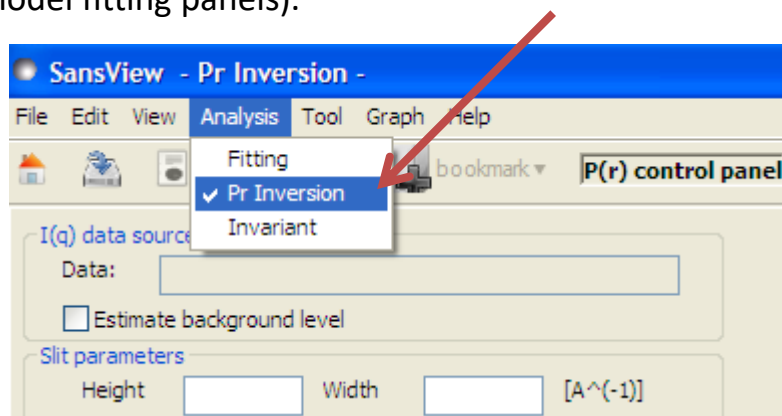 odel fitting panels).
SansView - Pr Inversion -
File Edit View Analysis Tool Graph Help
Fitting
bookmark
P(r) control panel
✓ Pr Inversion
Invariant
I(q) data source
Data:
Estimate background level
Slit parameters
Height Width [A^(-1)]